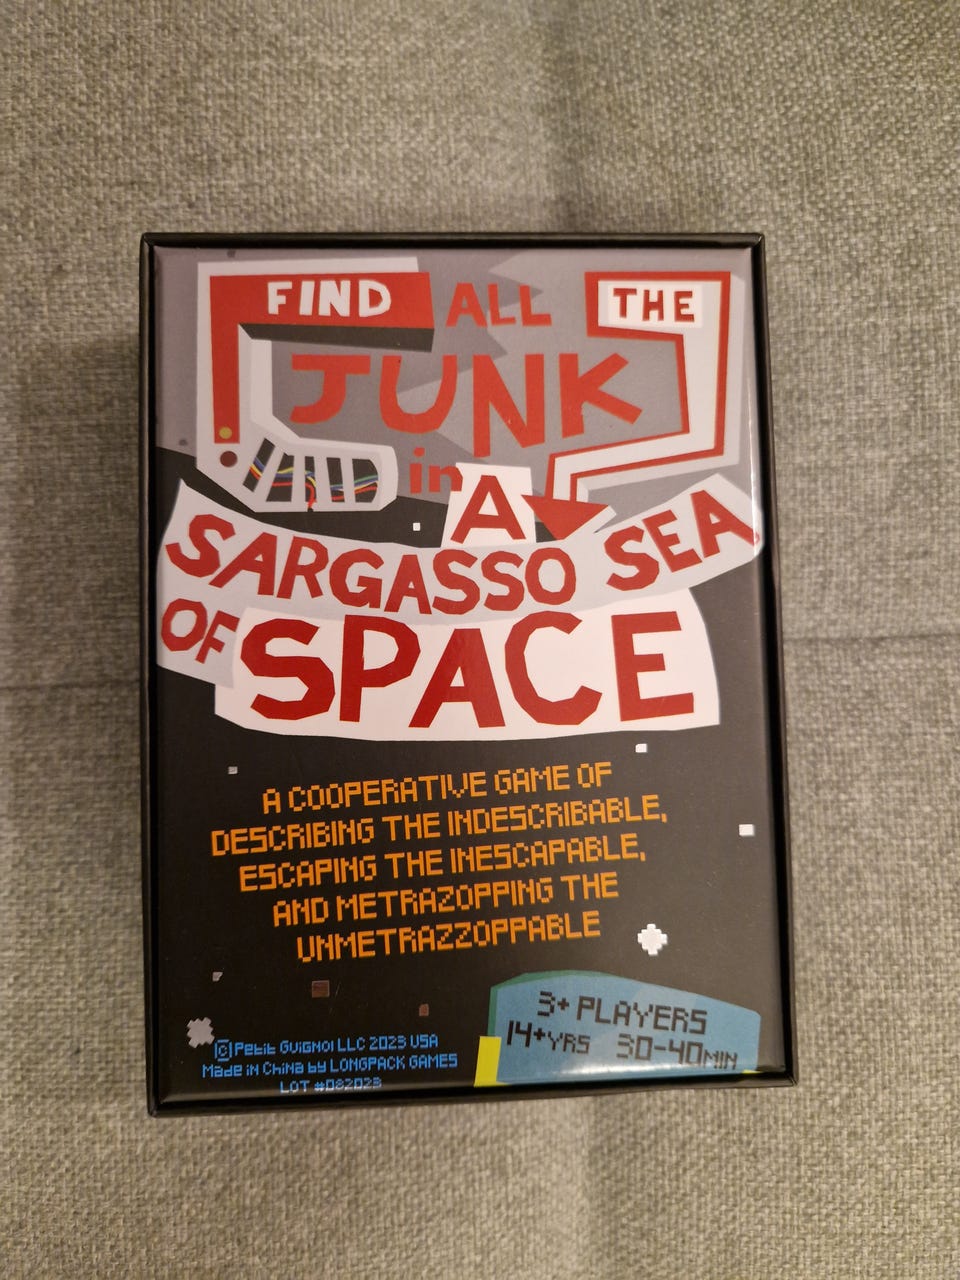 FIND ALL THE
JUNK
in A
SARGASSO SEA
OF SPACE
A COOPERATIVE GAME OF
DESCRIBING THE INDESCRIBABLE,
ESCAPING THE INESCAPABLE,
AND METRAZOPPING THE
UNMETRAZZOPPABLE
3+ PLAYERS
14+YRS 30-40MIN
© Petit Guignol LLC 2023 USA
Made in China by LONGPACK GAMES
LOT #082023